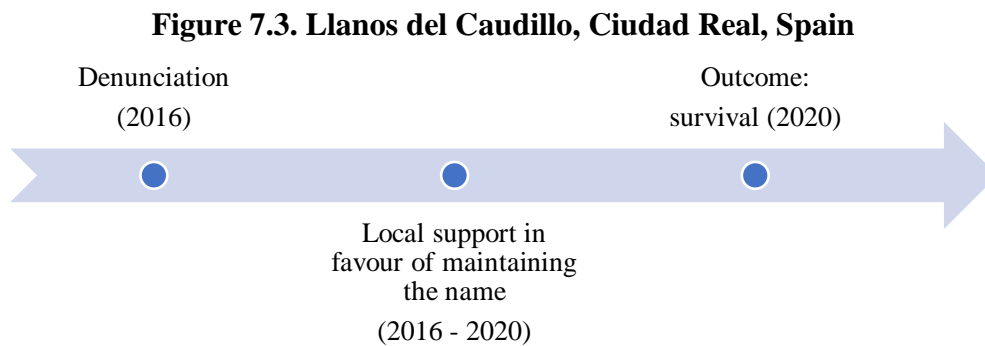 Figure 7.3. Llanos del Caudillo, Ciudad Real, Spain
Denunciation
(2016)
Local support in
favour of maintaining
the name
(2016 - 2020)
Outcome:
survival (2020)